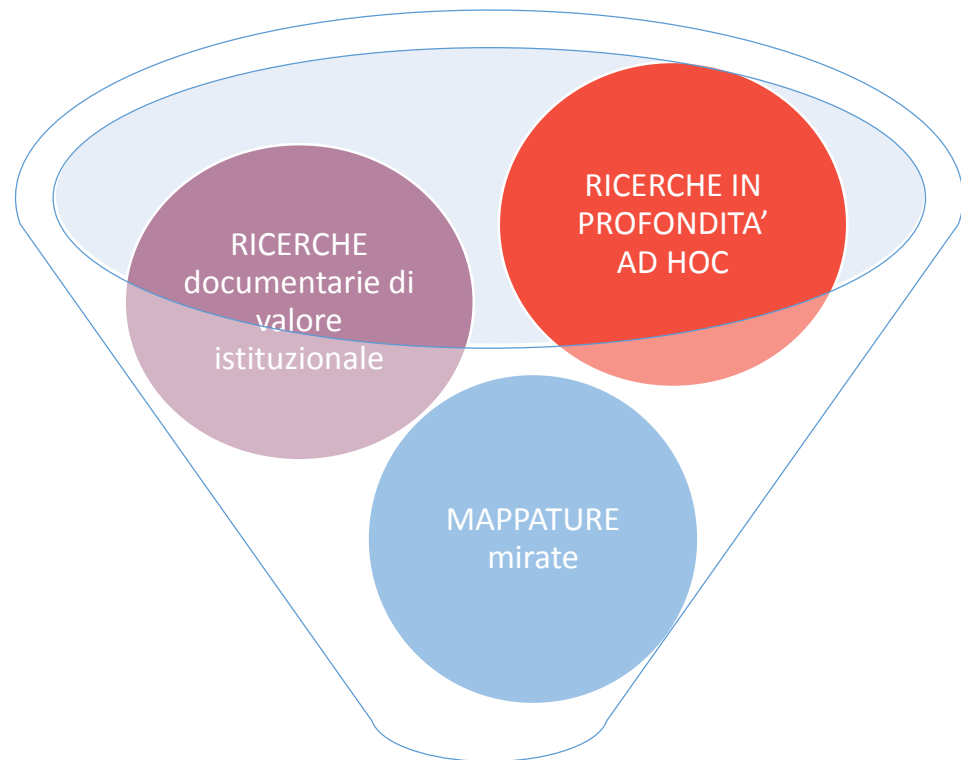 RICERCHE
documentarie di
valore
istituzionale
RICERCHE IN
PROFONDITA’
AD HOC
MAPPATURE
mirate